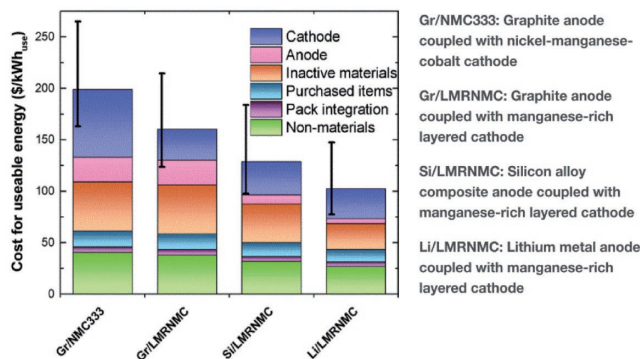 Cost for useable energy ($/kWhuse)
250
200
150
100
50
0
Cathode
Anode
Inactive materials
Purchased items
Pack integration
Non-materials
Gr/NMC333
Gr/LMRNMC
Si/LMRNMC
Li/LMRNMC
Gr/NMC333: Graphite anode
coupled with nickel-manganese-
cobalt cathode
Gr/LMRNMC: Graphite anode
coupled with manganese-rich
layered cathode
Si/LMRNMC: Silicon alloy
composite anode coupled with
manganese-rich layered cathode
Li/LMRNMC: Lithium metal anode
coupled with manganese-rich
layered cathode